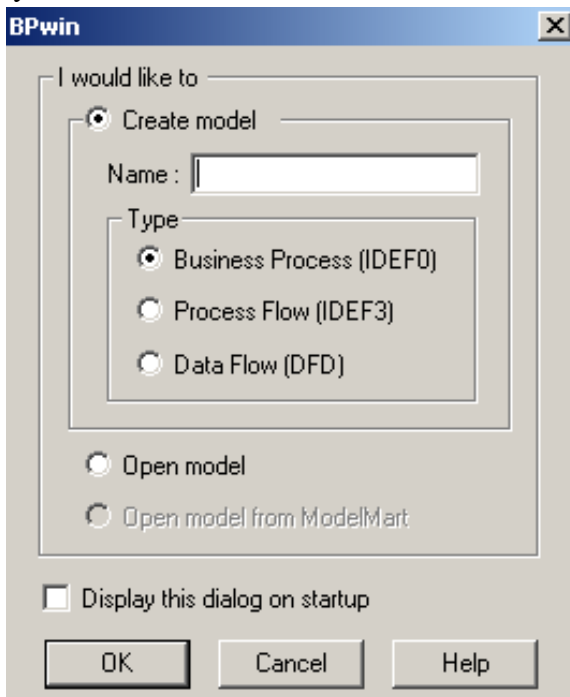 BPwin
I would like to
Create model
Name :
Type
Business Process (IDEF0)
Process Flow (IDEF3)
Data Flow (DFD)
Open model
Open model from ModelMart
Display this dialog on startup
OK Cancel Help